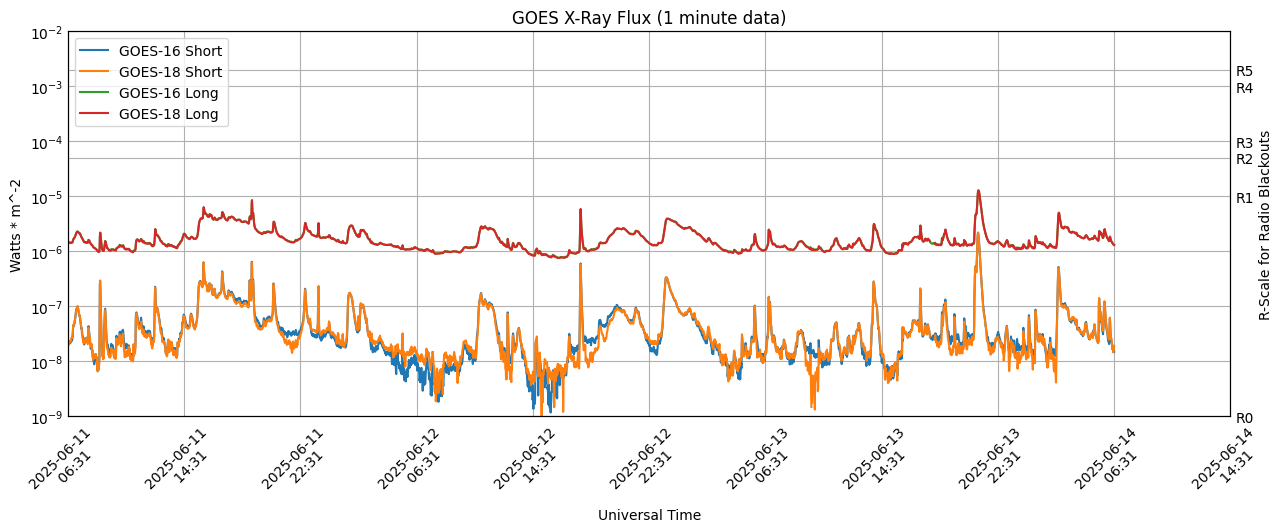 GOES X-Ray Flux (1 minute data)
GOES-16 Short
GOES-18 Short
GOES-16 Long
GOES-18 Long
Watts * m^-2
10^-2
10^-3
10^-4
10^-5
10^-6
10^-7
10^-8
10^-9
R5
R4
R3
R2
R1
R0
R-Scale for Radio Blackouts
2025-06-11
06:31
2025-06-11
14:31
2025-06-11
22:31
2025-06-12
06:31
2025-06-12
14:31
2025-06-12
22:31
2025-06-13
06:31
2025-06-13
14:31
2025-06-13
22:31
2025-06-14
06:31
2025-06-14
14:31
Universal Time